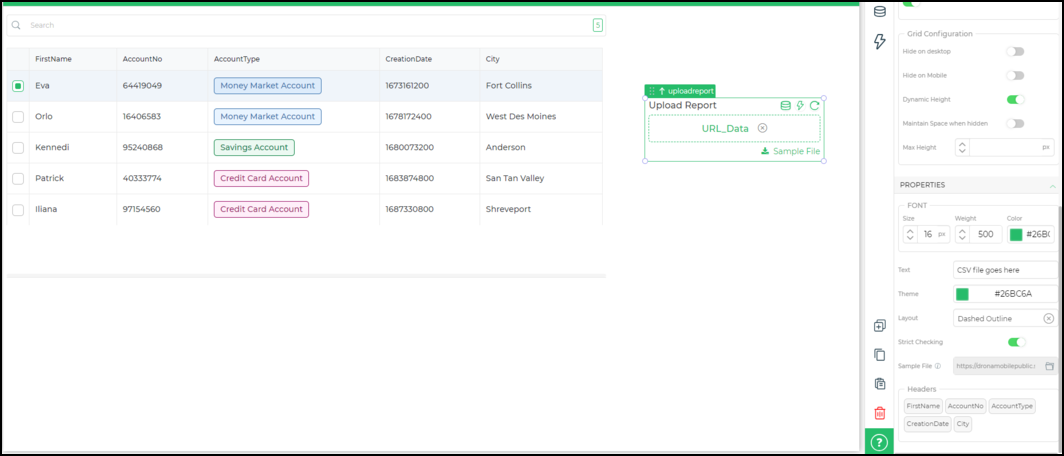 Search
5
FirstName AccountNo AccountType CreationDate City
Eva 64419049 Money Market Account 1673161200 Fort Collins
Orlo 16406583 Money Market Account 1678172400 West Des Moines
Kennedi 95240868 Savings Account 1680073200 Anderson
Patrick 40333774 Credit Card Account 1683874800 San Tan Valley
Iliana 97154560 Credit Card Account 1687330800 Shreveport
uploadreport
Upload Report
URL_Data
Sample File
Grid Configuration
Hide on desktop
Hide on Mobile
Dynamic Height
Maintain Space when hidden
Max Height px
PROPERTIES
FONT
Size Weight Color
16 px 500 #26B
Text CSV file goes here
Theme #26BC6A
Layout Dashed Outline
Strict Checking
Sample File https://dronamobilepublic.c
Headers
FirstName AccountNo AccountType
CreationDate City
?